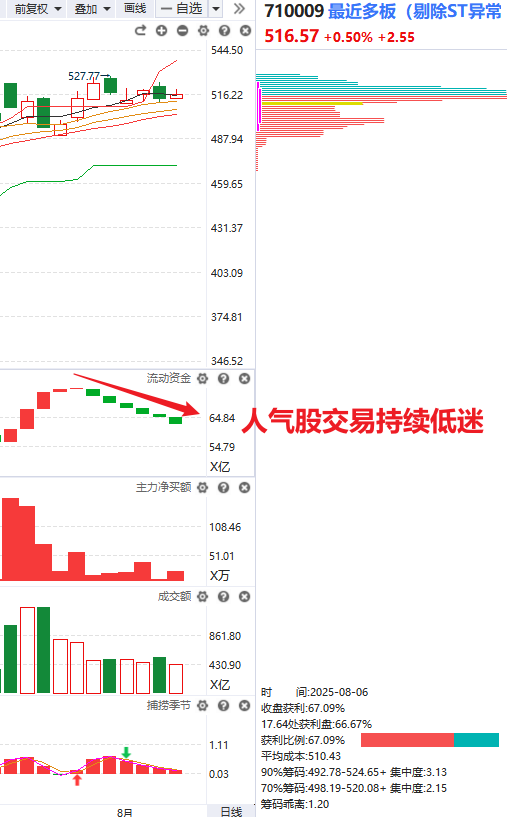 前复权 叠加 画线 一自选
710009 最近多板（剔除ST异常
516.57 +0.50% +2.55
544.50
527.77
516.22
487.94
459.65
431.37
403.09
374.81
346.52
流动资金
64.84
54.79
X亿
人气股交易持续低迷
主力净买额
108.46
51.01
X万
成交额
861.80
430.90
X亿
捕捞季节
1.11
0.03
8月 日线
时 间:2025-08-06
收盘获利:67.09%
17.64处获利盘:66.67%
获利比例:67.09%
平均成本:510.43
90%筹码:492.78-524.65+ 集中度:3.13
70%筹码:498.19-520.08+ 集中度:2.15
筹码乖离:1.20